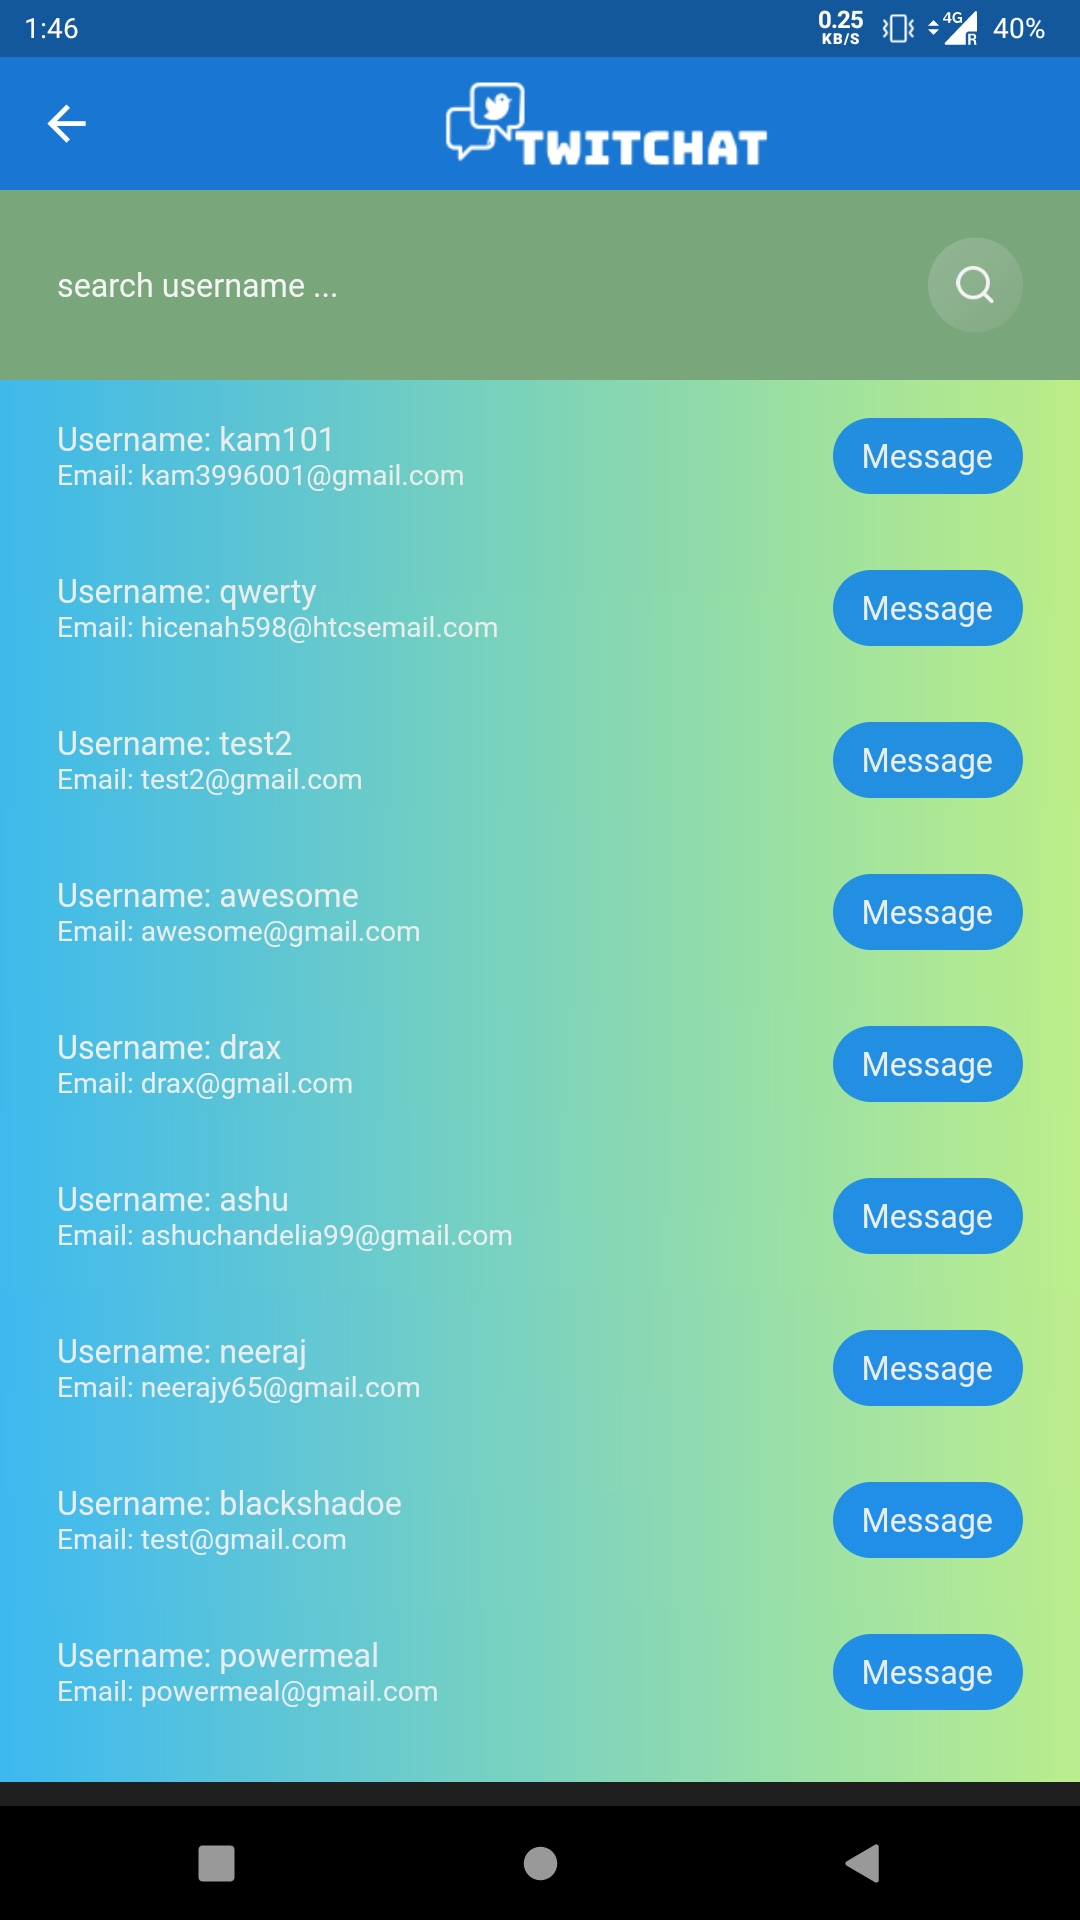 1:46
0.25
KB/S
4G
R
40%
TWITCHAT
search username ...
Username: kam101
Email: kam3996001@gmail.com
Message
Username: qwerty
Email: hicenah598@htcsemail.com
Message
Username: test2
Email: test2@gmail.com
Message
Username: awesome
Email: awesome@gmail.com
Message
Username: drax
Email: drax@gmail.com
Message
Username: ashu
Email: ashuchandelia99@gmail.com
Message
Username: neeraj
Email: neerajy65@gmail.com
Message
Username: blackshadoe
Email: test@gmail.com
Message
Username: powermeal
Email: powermeal@gmail.com
Message